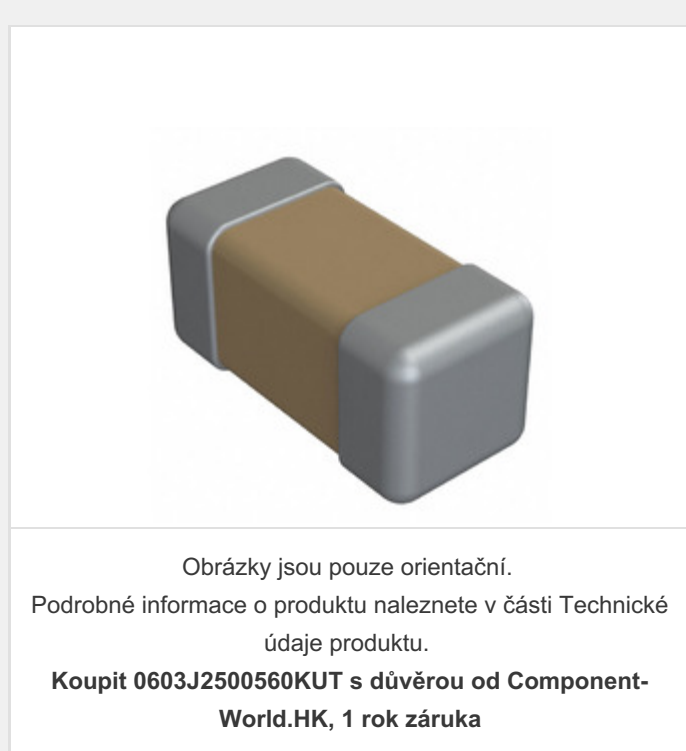 Obrázky jsou pouze orientační.
Podrobné informace o produktu naleznete v části Technické
údaje produktu.
Koupit 0603J2500560KUT s důvěrou od Component-
World.HK, 1 rok záruka